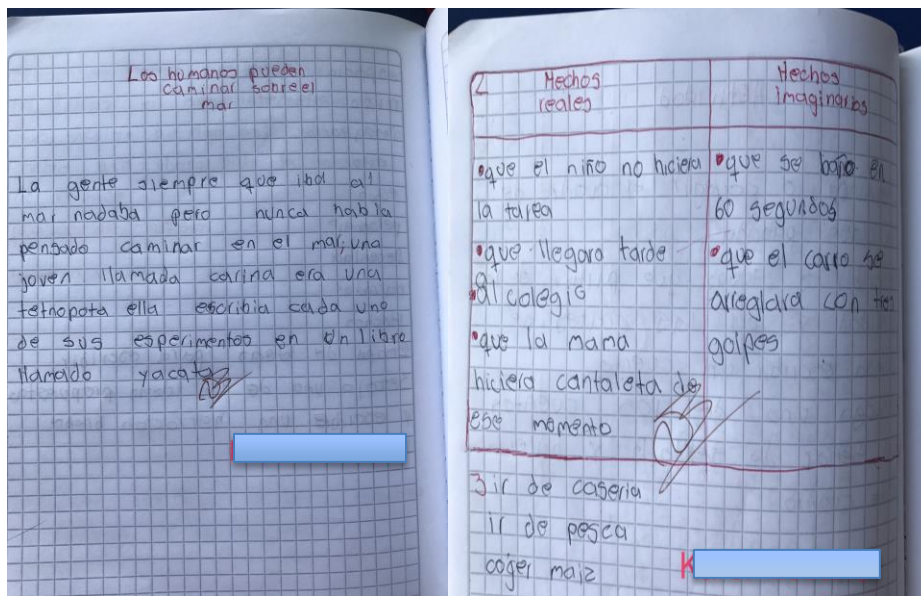 Los humanos pueden
caminar sobre el
mar
La gente siempre que iba al
mar nadaba pero nunca habia
pensado caminar en el mar; una
joven llamada carina era una
ella escribia cada uno
de sus esperimentos en un libro
llamado
2 Hechos
reales
•que el niño no hiciera
la tarea
•que llegara tarde
al colegio
•que la mama
hiciera cantaleta de
ese momento
Hechos
imaginarios
•que se baño en
60 segundos
•que el carro se
arreglara con tres
golpes
3 ir de caseria
ir de pesca
coger maiz
K